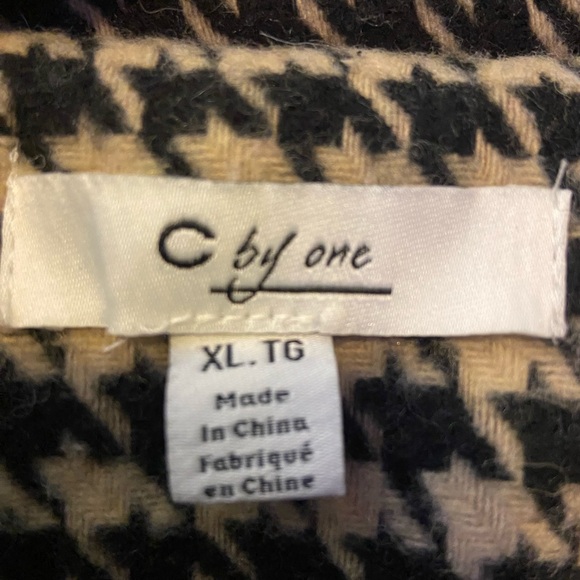 C by one
XL.TG
Made
In China
Fabriqué
en Chine